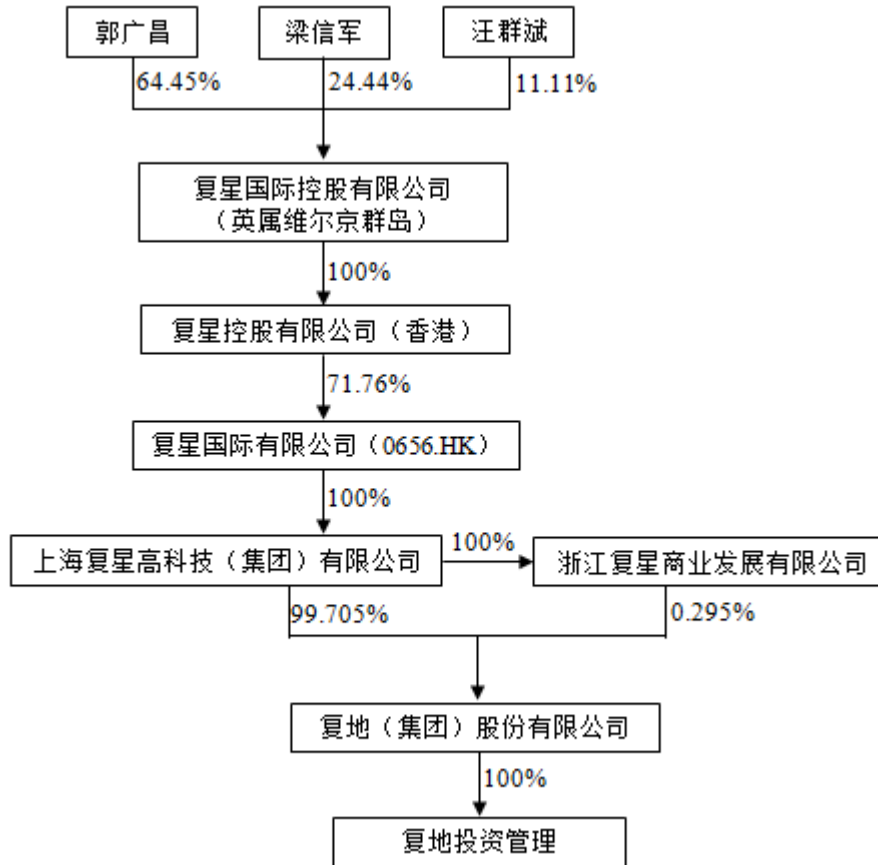 郭广昌
梁信军
汪群斌
64.45%
24.44%
11.11%
复星国际控股有限公司
（英属维尔京群岛）
100%
复星控股有限公司（香港）
71.76%
复星国际有限公司（0656.HK）
100%
上海复星高科技（集团）有限公司
100%
浙江复星商业发展有限公司
99.705%
0.295%
复地（集团）股份有限公司
100%
复地投资管理